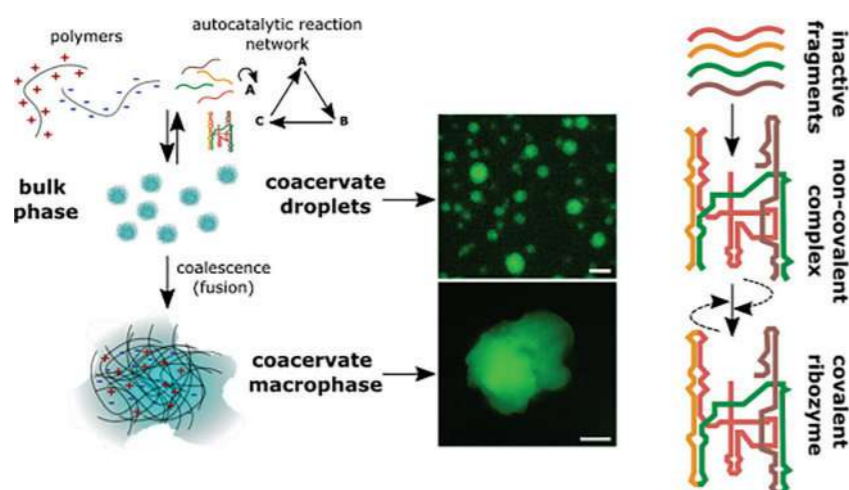 polymers
autocatalytic reaction
network
+ + + + + + + +
- - - - - - - -
A
A
C
B
bulk
phase
coacervate
droplets
coalescence
(fusion)
coacervate
macrophase
inactive
fragments
non-covalent
complex
covalent
ribozyme